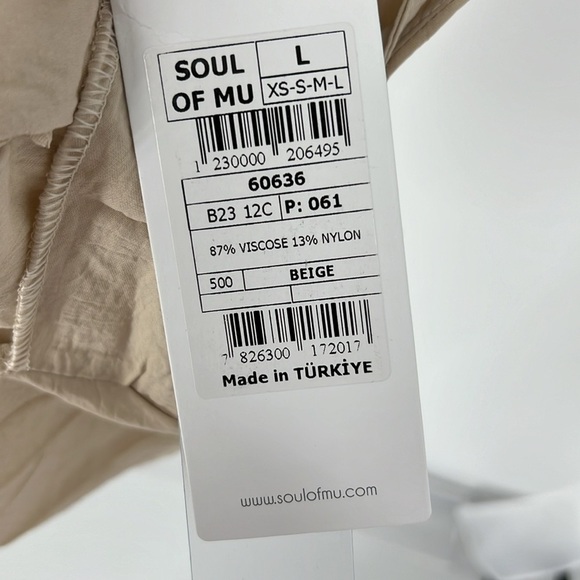 SOUL
OF MU
L
XS-S-M-L
1 230000 206495
60636
B23 12C P: 061
87% VISCOSE 13% NYLON
500 BEIGE
7 826300 172017
Made in TÜRKİYE
www.soulofmu.com